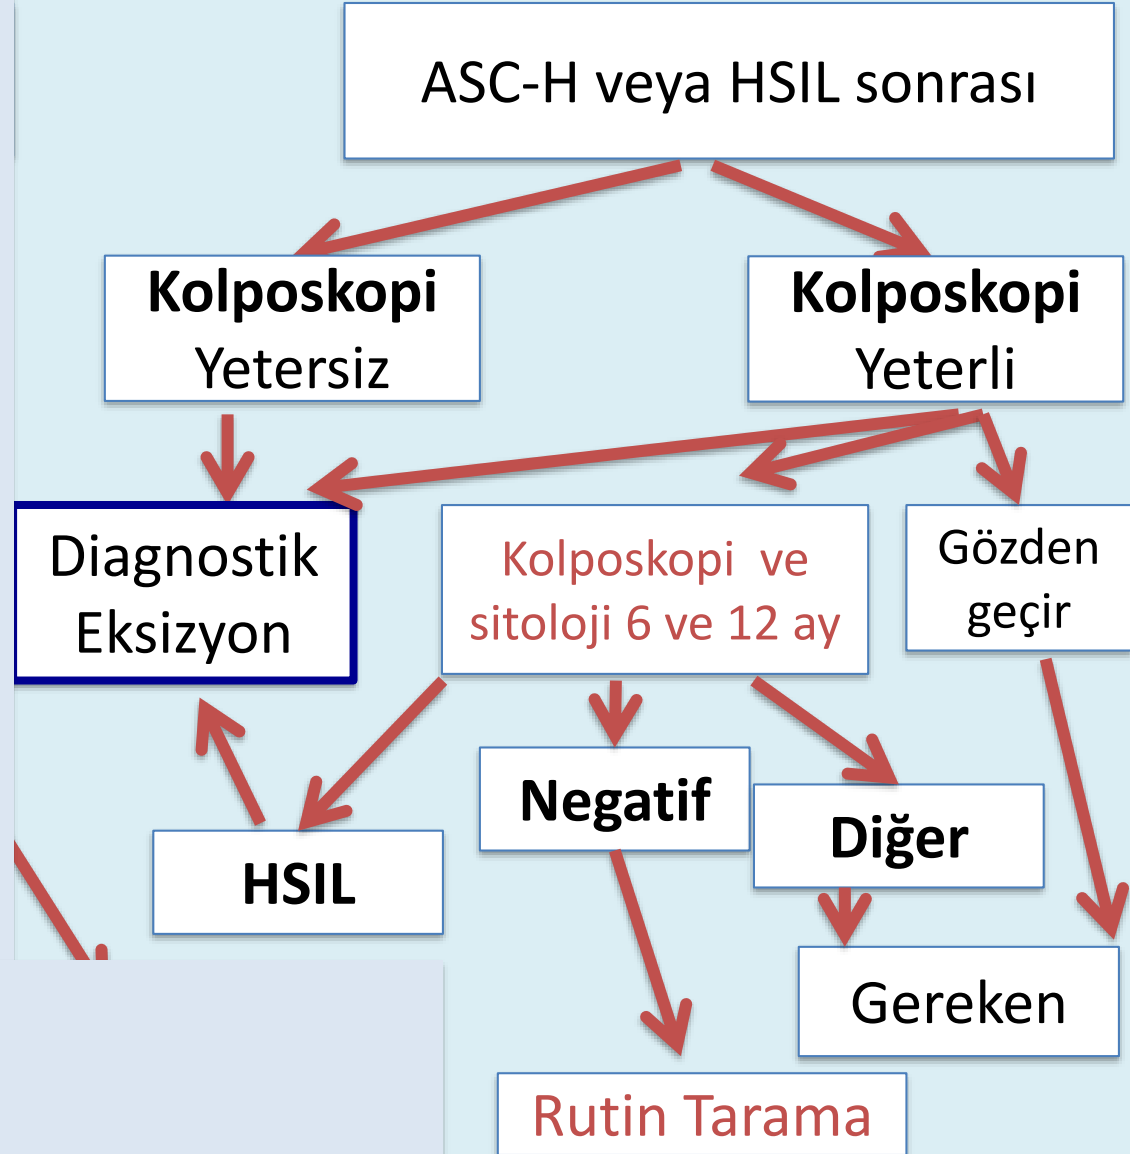 ASC-H veya HSIL sonrası
Kolposkopi
Yetersiz
Kolposkopi
Yeterli
Diagnostik
Eksizyon
Kolposkopi ve
sitoloji 6 ve 12 ay
Gözden
geçir
Negatif
Diğer
HSIL
Gereken
Rutin Tarama